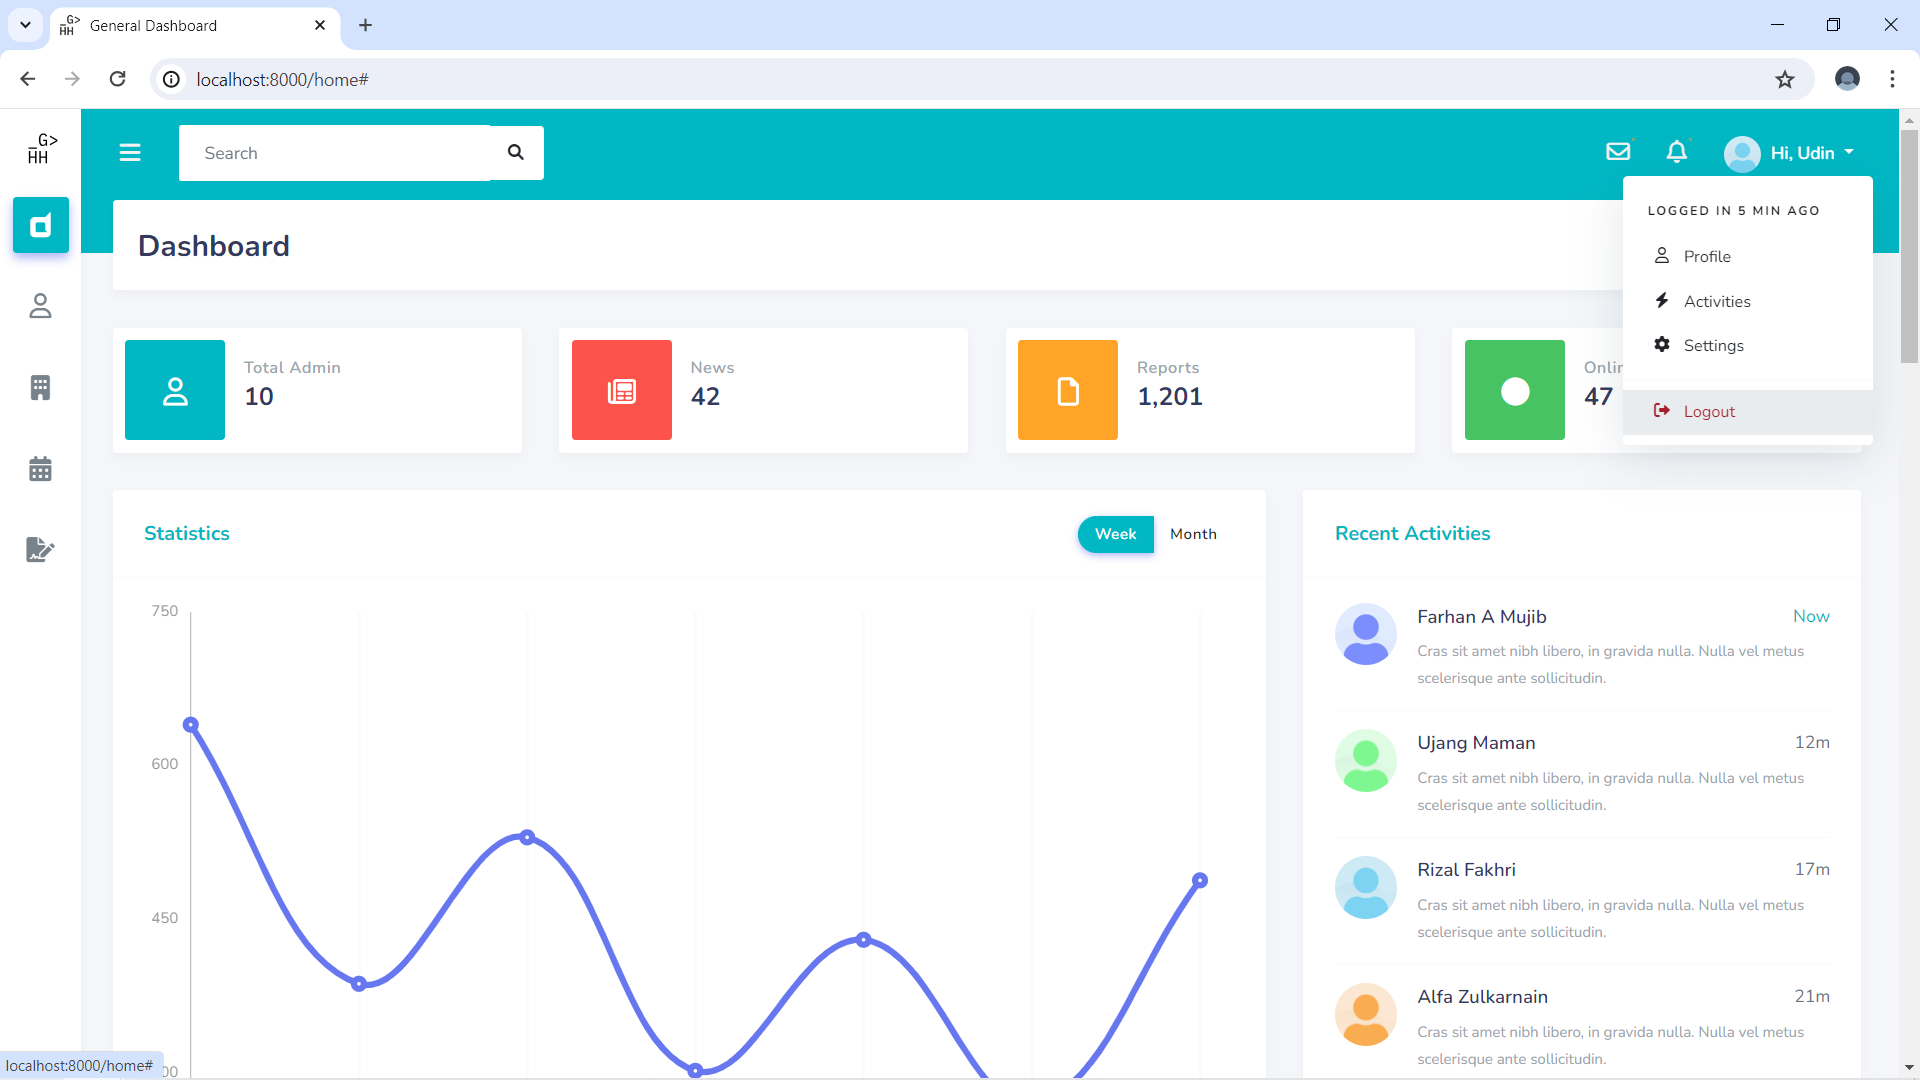 General Dashboard
localhost:8000/home#
_G>
HH
Search
Hi, Udin
LOGGED IN 5 MIN AGO
Profile
Activities
Settings
Logout
Dashboard
Total Admin
10
News
42
Reports
1,201
47
Statistics
Week
Month
750
600
450
Recent Activities
Farhan A Mujib
Now
Cras sit amet nibh libero, in gravida nulla. Nulla vel metus
scelerisque ante sollicitudin.
Ujang Maman
12m
Cras sit amet nibh libero, in gravida nulla. Nulla vel metus
scelerisque ante sollicitudin.
Rizal Fakhri
17m
Cras sit amet nibh libero, in gravida nulla. Nulla vel metus
scelerisque ante sollicitudin.
Alfa Zulkarnain
21m
Cras sit amet nibh libero, in gravida nulla. Nulla vel metus
scelerisque ante sollicitudin.
localhost:8000/home#